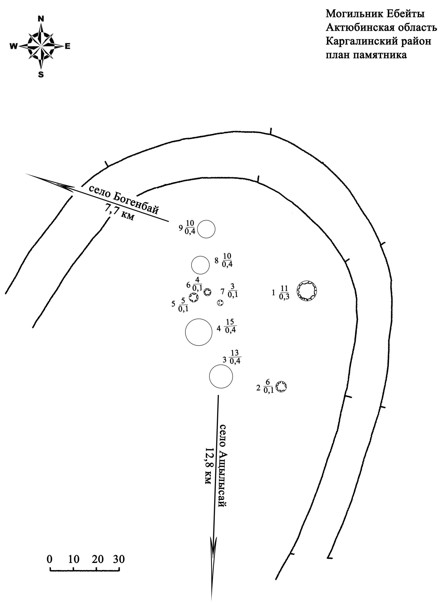 Могильник Ебейты
Актюбинская область
Каргалинский район
план памятника
N
W E
S
село Богенбай
7,7 км
9 10/0,4
8 10/0,4
6 4/0,1
7 3/0,1
5 5/0,1
1 11/0,3
4 15/0,4
3 13/0,4
2 6/0,1
село Ащылысай
12,8 км
0 10 20 30